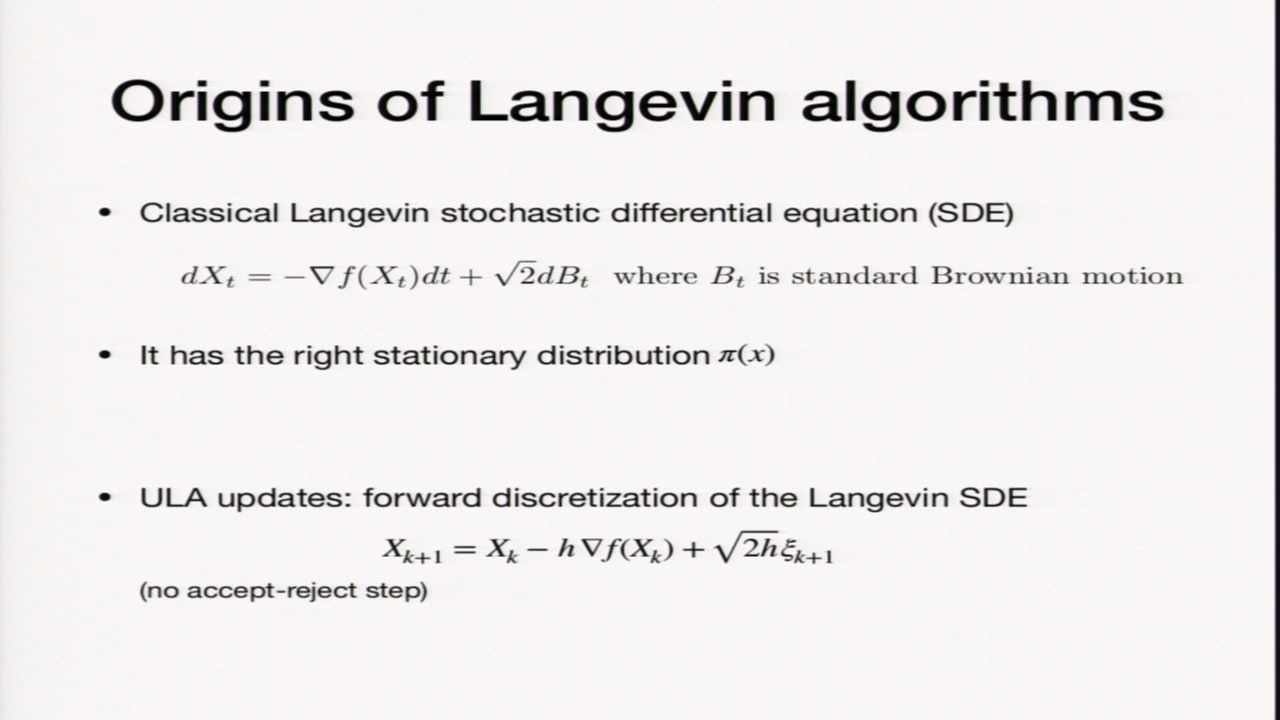 Origins of Langevin algorithms
• Classical Langevin stochastic differential equation (SDE)
dX_t = −∇f(X_t)dt + √2dB_t where B_t is standard Brownian motion
• It has the right stationary distribution π(x)
• ULA updates: forward discretization of the Langevin SDE
X_{k+1} = X_k − h∇f(X_k) + √2h ξ_{k+1}
(no accept-reject step)